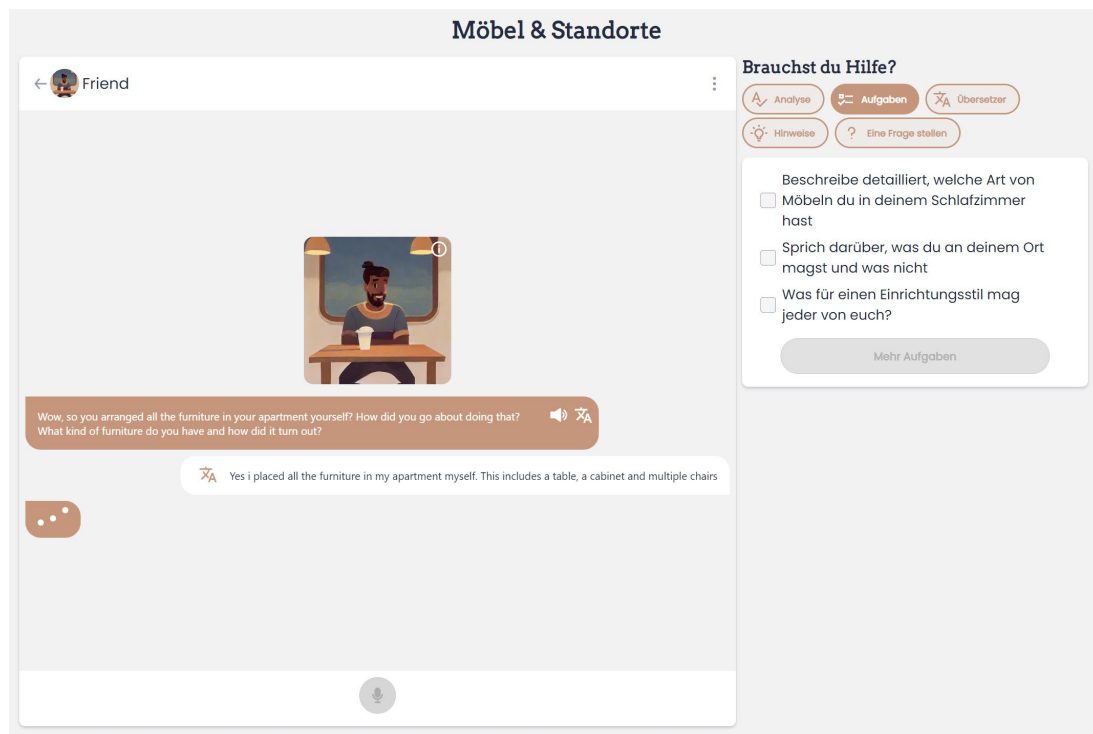 Möbel & Standorte
Friend
Wow, so you arranged all the furniture in your apartment yourself? How did you go about doing that?
What kind of furniture do you have and how did it turn out?
Yes i placed all the furniture in my apartment myself. This includes a table, a cabinet and multiple chairs
Brauchst du Hilfe?
Analyse
Aufgaben
Übersetzer
Hinweise
Eine Frage stellen
Beschreibe detailliert, welche Art von
Möbeln du in deinem Schlafzimmer
hast
Sprich darüber, was du an deinem Ort
magst und was nicht
Was für einen Einrichtungsstil mag
jeder von euch?
Mehr Aufgaben